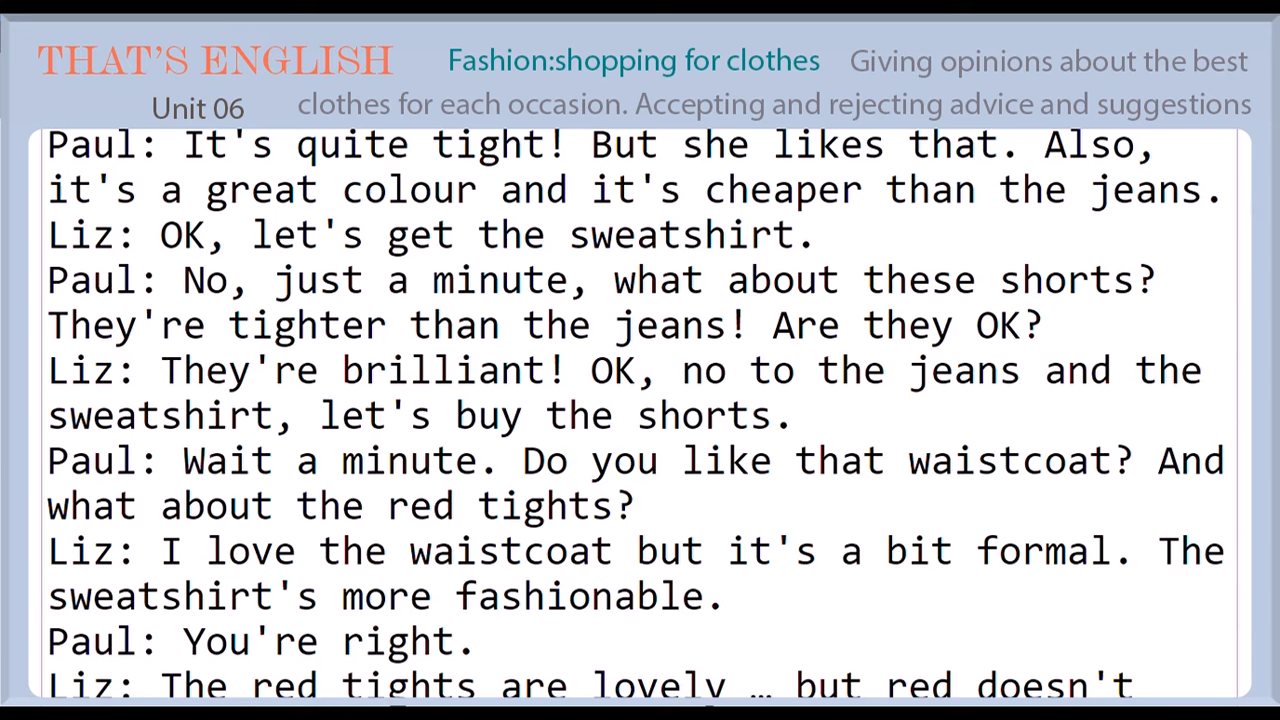 THAT'S ENGLISH
Fashion:shopping for clothes
Giving opinions about the best
Unit 06
clothes for each occasion. Accepting and rejecting advice and suggestions
Paul: It's quite tight! But she likes that. Also,
it's a great colour and it's cheaper than the jeans.
Liz: OK, let's get the sweatshirt.
Paul: No, just a minute, what about these shorts?
They're tighter than the jeans! Are they OK?
Liz: They're brilliant! OK, no to the jeans and the
sweatshirt, let's buy the shorts.
Paul: Wait a minute. Do you like that waistcoat? And
what about the red tights?
Liz: I love the waistcoat but it's a bit formal. The
sweatshirt's more fashionable.
Paul: You're right.
Liz: The red tights are lovely … but red doesn't